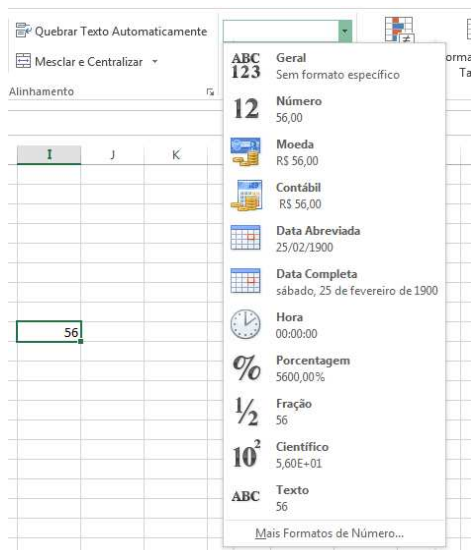 Quebrar Texto Automaticamente
Mesclar e Centralizar
Alinhamento
I J K
56
ABC
123
Geral
Sem formato específico
12
Número
56,00
Moeda
R$ 56,00
Contábil
R$ 56,00
Data Abreviada
25/02/1900
Data Completa
sábado, 25 de fevereiro de 1900
Hora
00:00:00
%
Porcentagem
5600,00%
½
Fração
56
10²
Científico
5,60E+01
ABC
Texto
56
Mais Formatos de Número...